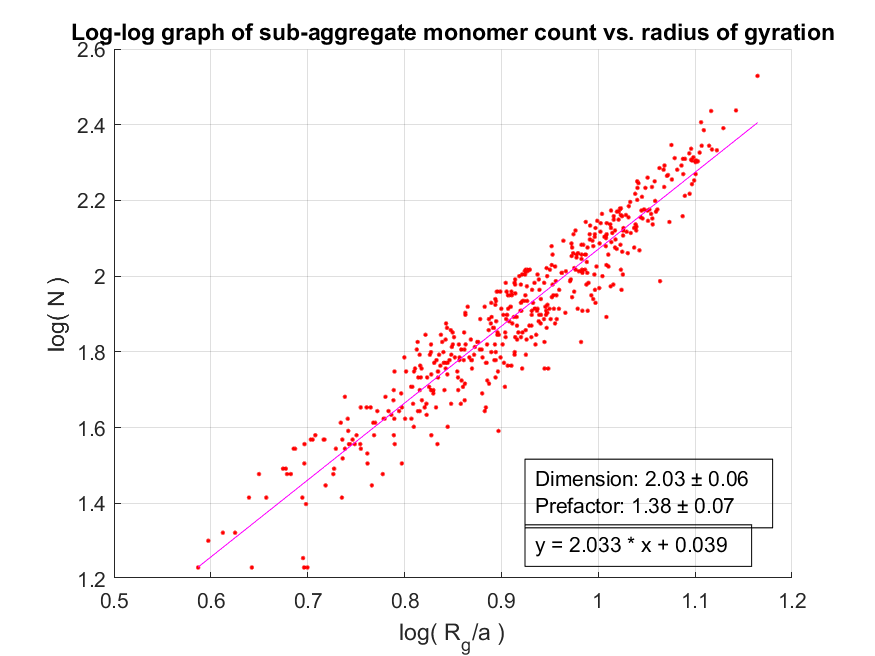 Log-log graph of sub-aggregate monomer count vs. radius of gyration
2.6
2.4
2.2
2
1.8
1.6
1.4
1.2
log( N )
Dimension: 2.03 ± 0.06
Prefactor: 1.38 ± 0.07
y = 2.033 * x + 0.039
0.5 0.6 0.7 0.8 0.9 1 1.1 1.2
log( Rg/a )